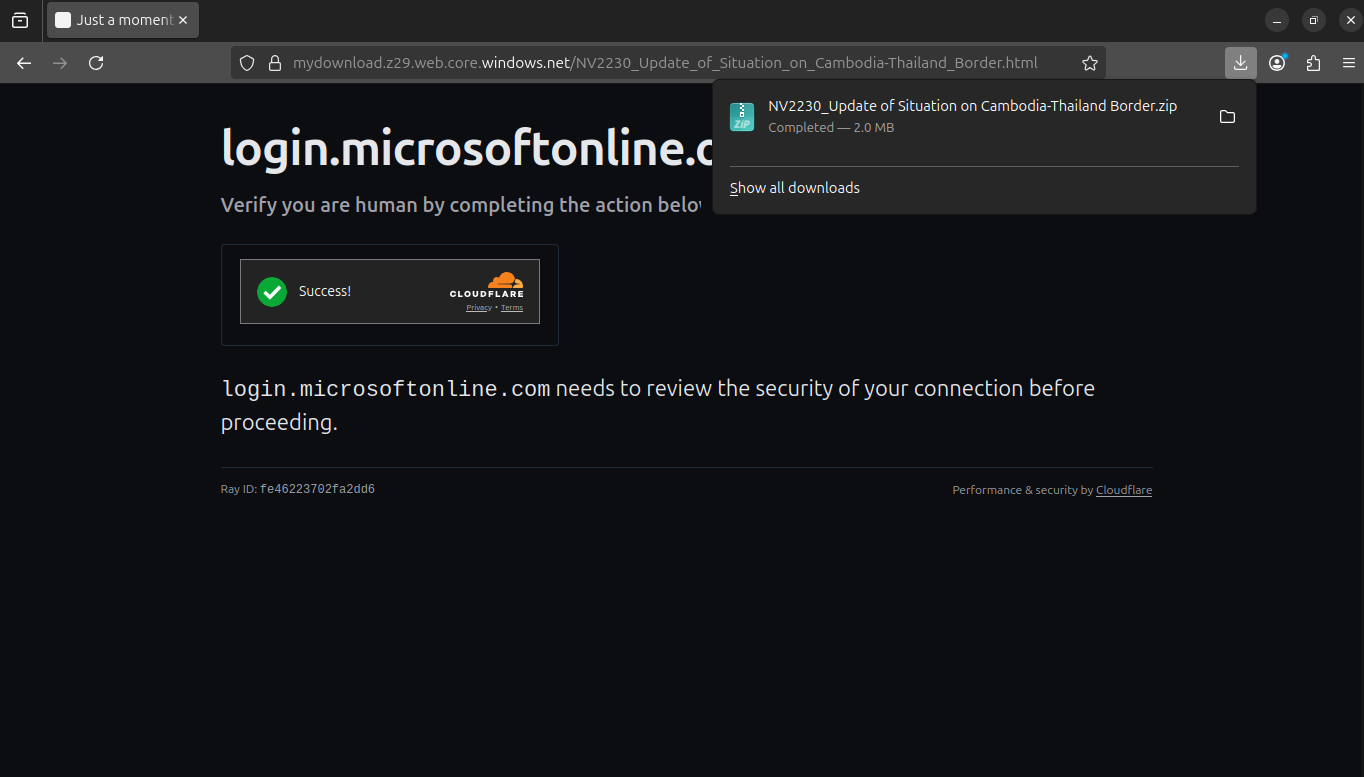 Just a moment
mydownload.z29.web.core.windows.net/NV2230_Update_of_Situation_on_Cambodia-Thailand_Border.html
NV2230_Update of Situation on Cambodia-Thailand Border.zip
ZIP
Completed — 2.0 MB
Show all downloads
login.microsoftonline.c
Verify you are human by completing the action below
Success!
CLOUDFLARE
Privacy • Terms
login.microsoftonline.com needs to review the security of your connection before
proceeding.
Ray ID: fe46223702fa2dd6
Performance & security by Cloudflare